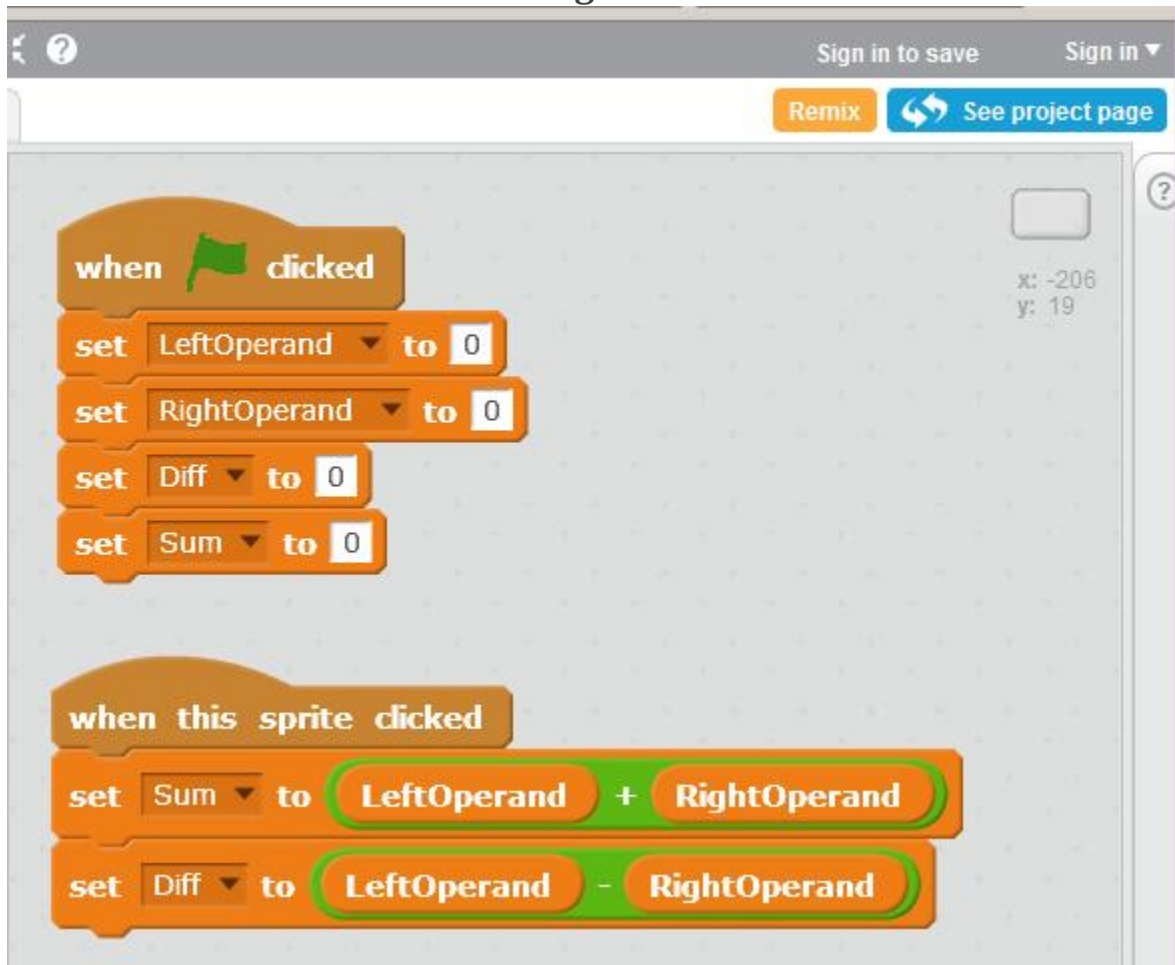 Sign in to save Sign in
Remix See project page
when clicked
set LeftOperand to 0
set RightOperand to 0
set Diff to 0
set Sum to 0
x: -206
y: 19
when this sprite clicked
set Sum to LeftOperand + RightOperand
set Diff to LeftOperand - RightOperand